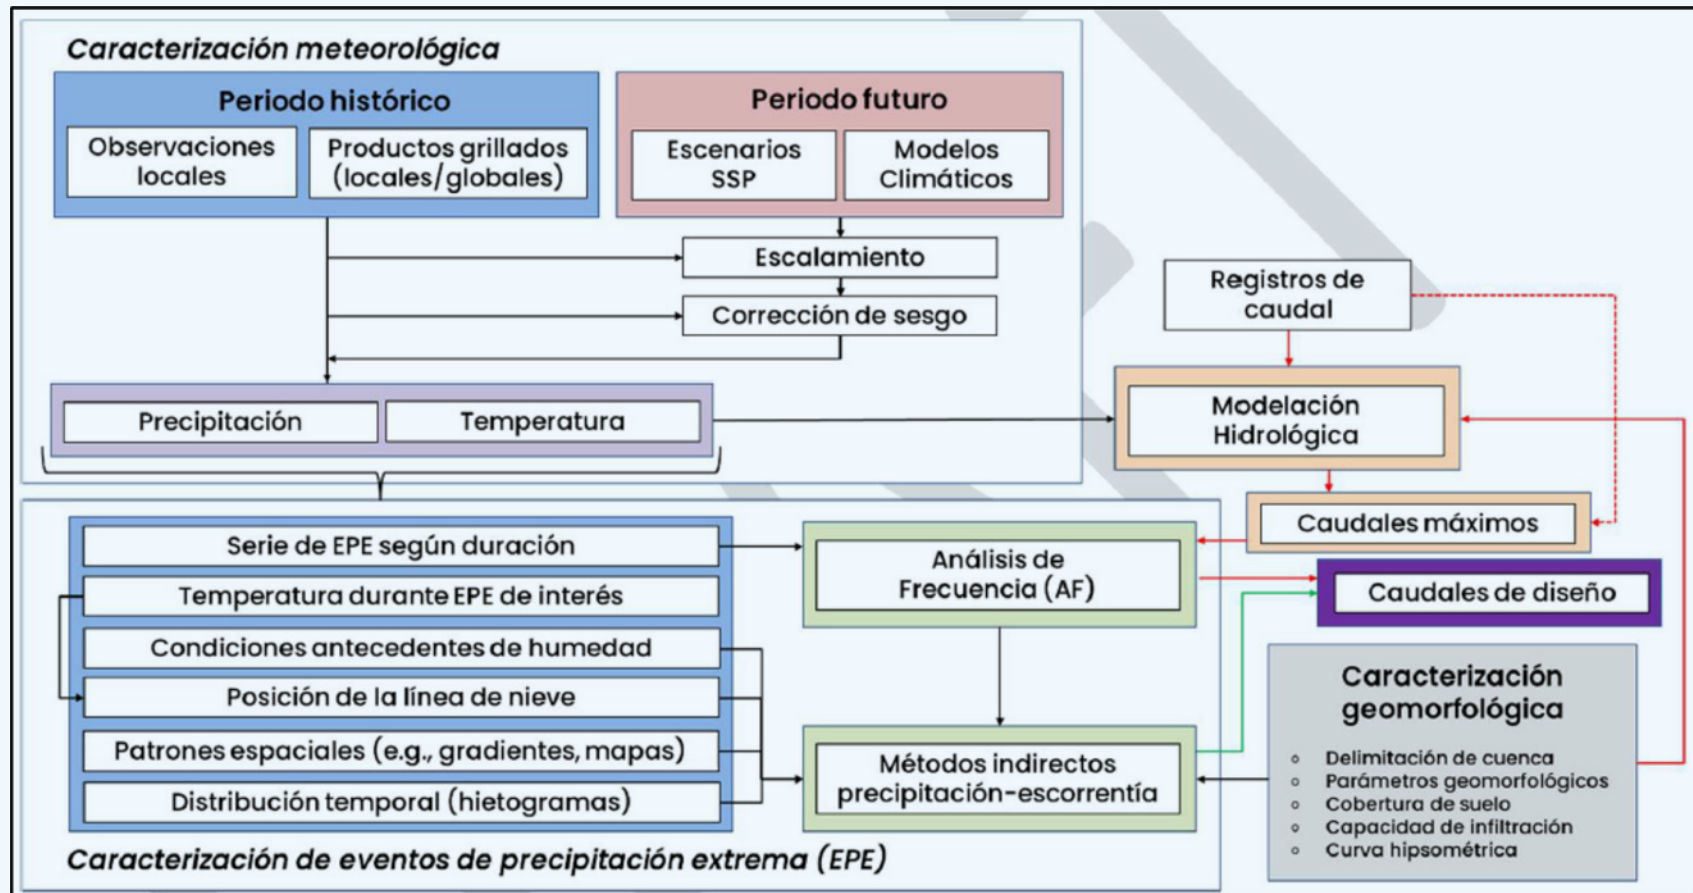 Caracterización meteorológica
Periodo histórico
Observaciones
locales
Productos grillados
(locales/globales)
Periodo futuro
Escenarios
SSP
Modelos
Climáticos
Escalamiento
Corrección de sesgo
Precipitación
Temperatura
Registros de
caudal
Modelación
Hidrológica
Caudales máximos
Caudales de diseño
Serie de EPE según duración
Temperatura durante EPE de interés
Condiciones antecedentes de humedad
Posición de la línea de nieve
Patrones espaciales (e.g., gradientes, mapas)
Distribución temporal (hietogramas)
Análisis de
Frecuencia (AF)
Métodos indirectos
precipitación-escorrentía
Caracterización
geomorfológica
Delimitación de cuenca
Parámetros geomorfológicos
Cobertura de suelo
Capacidad de infiltración
Curva hipsométrica
Caracterización de eventos de precipitación extrema (EPE)